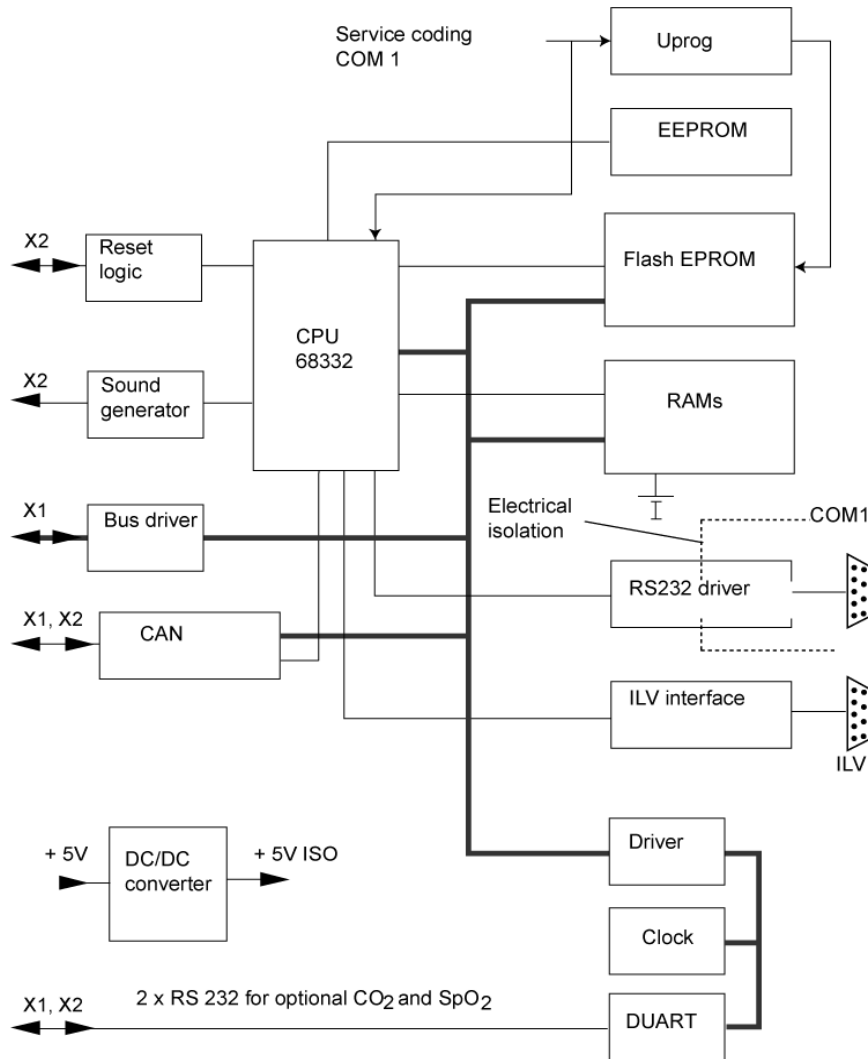 Service coding
COM 1
Uprog
EEPROM
X2
Reset
logic
Flash EPROM
CPU
68332
X2
Sound
generator
RAMs
X1
Bus driver
Electrical
isolation
COM1
RS232 driver
X1, X2
CAN
ILV interface
ILV
+ 5V
DC/DC
converter
+ 5V ISO
Driver
Clock
X1, X2
2 x RS 232 for optional CO2 and SpO2
DUART